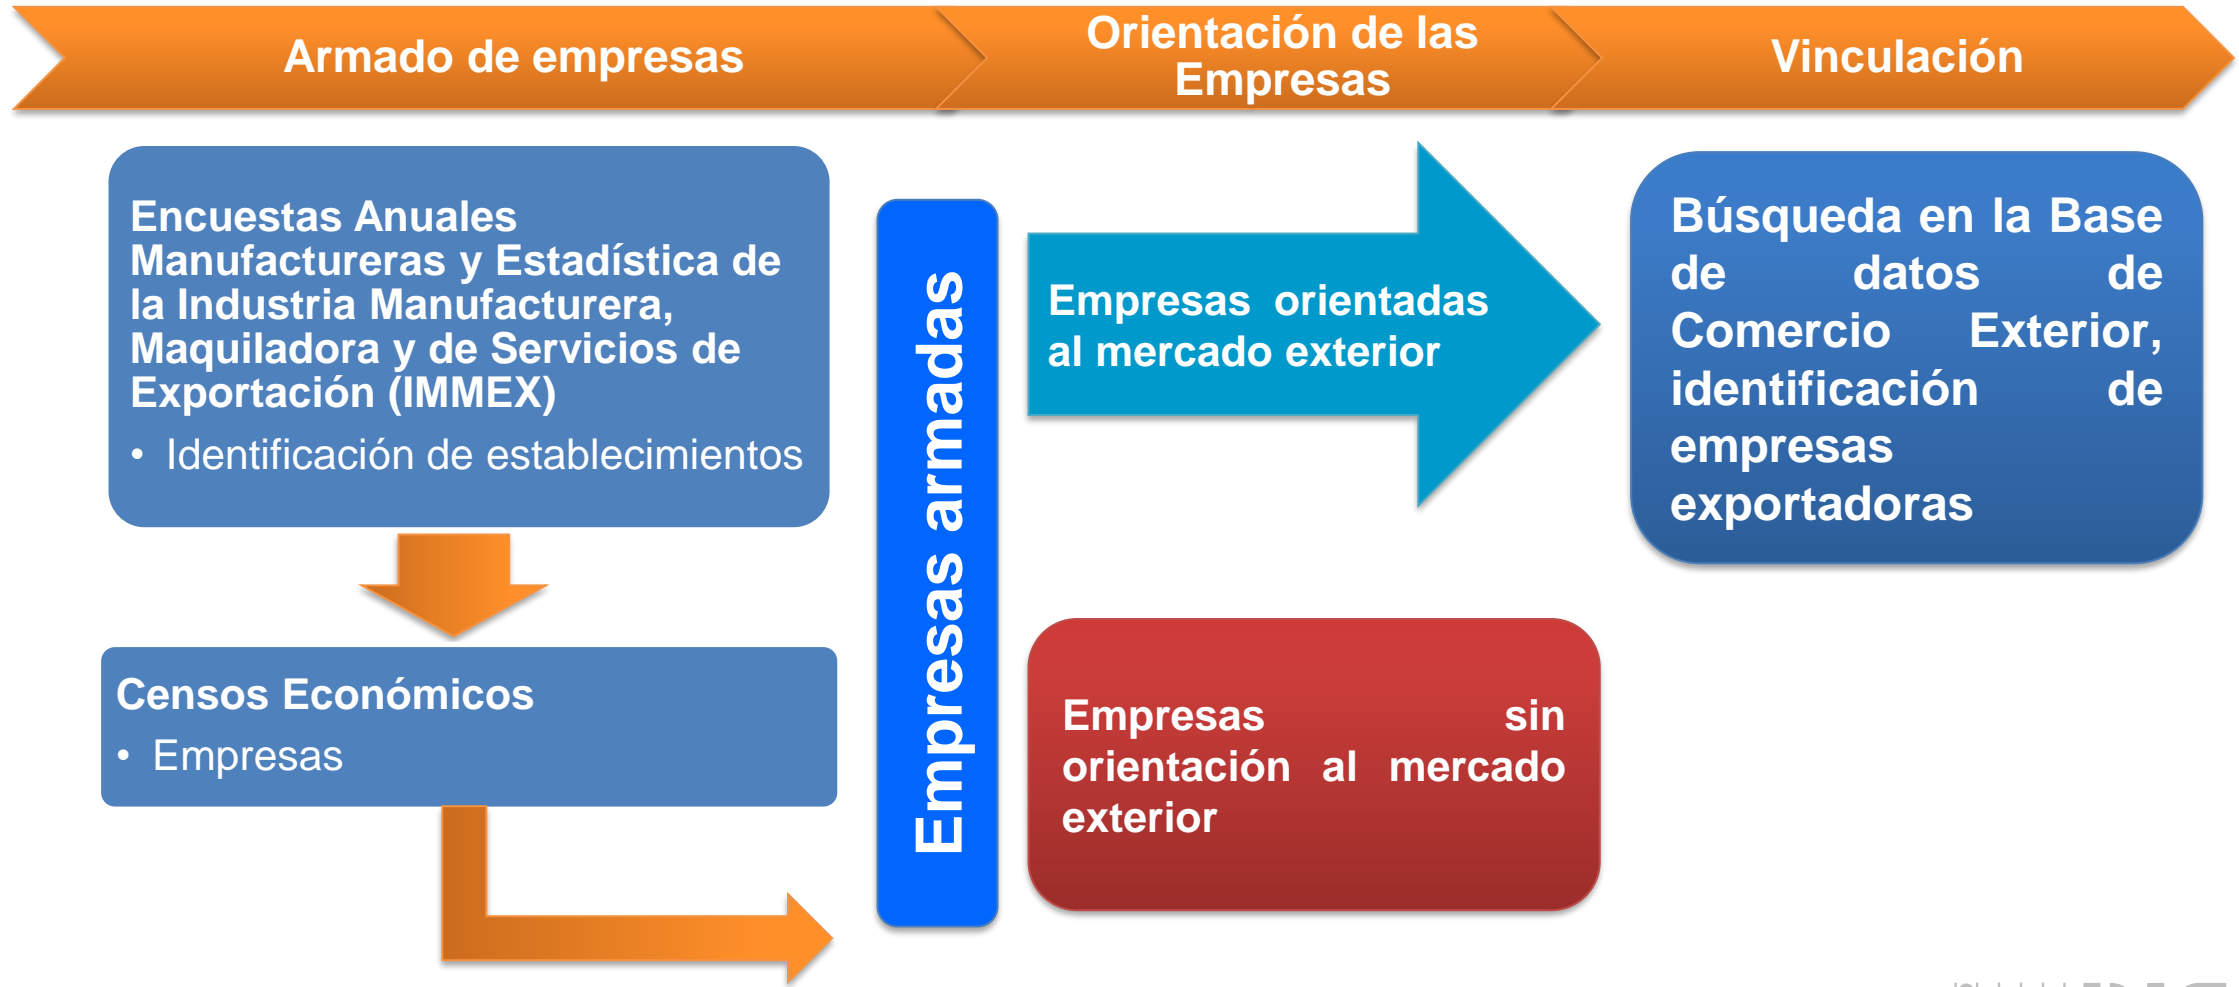 Armado de empresas
Orientación de las
Empresas
Vinculación
Encuestas Anuales
Manufactureras y Estadística de
la Industria Manufacturera,
Maquiladora y de Servicios de
Exportación (IMMEX)
• Identificación de establecimientos
Censos Económicos
• Empresas
Empresas armadas
Empresas orientadas
al mercado exterior
Empresas sin
orientación al mercado
exterior
Búsqueda en la Base
de datos de
Comercio Exterior,
identificación de
empresas
exportadoras